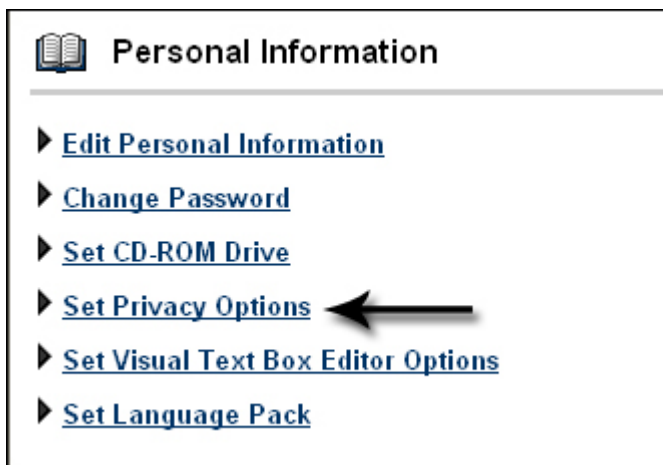 Personal Information
Edit Personal Information
Change Password
Set CD-ROM Drive
Set Privacy Options
Set Visual Text Box Editor Options
Set Language Pack